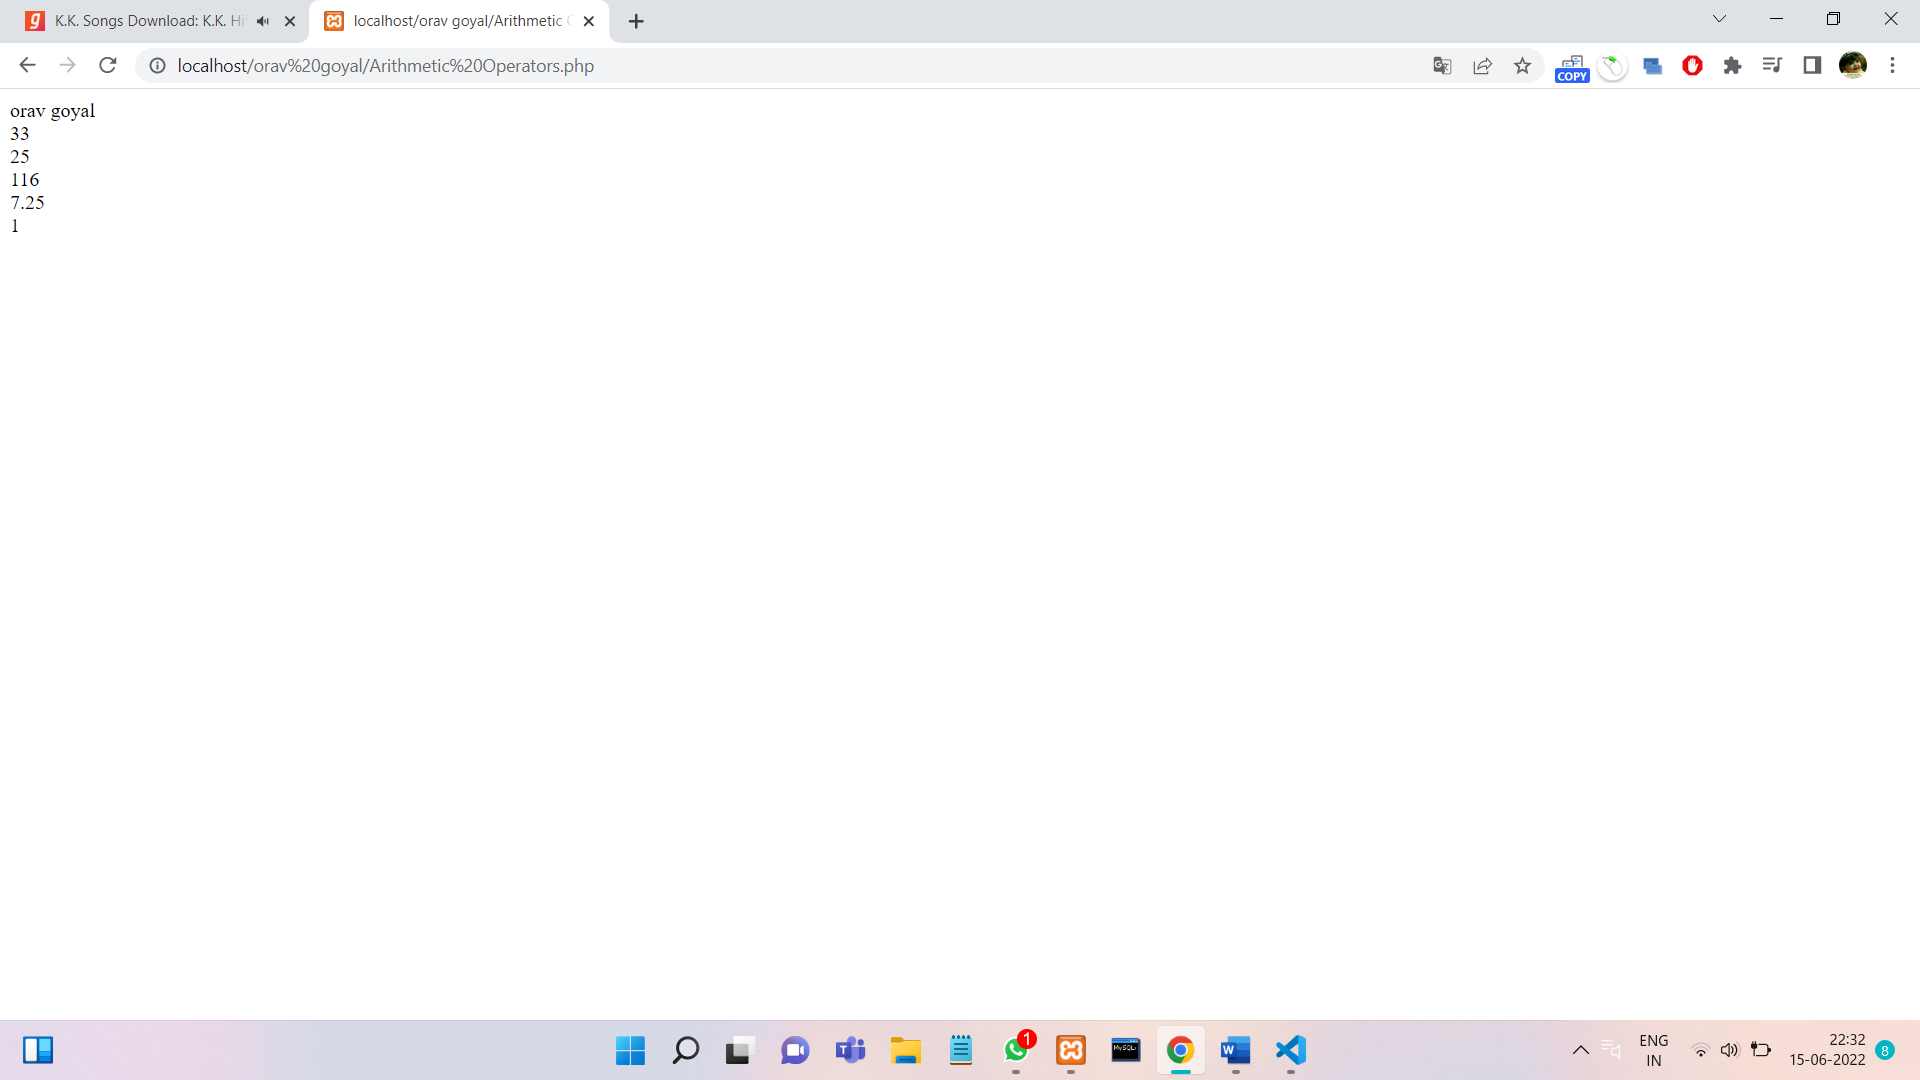 K.K. Songs Download: K.K. Hi
localhost/orav goyal/Arithmetic
localhost/orav%20goyal/Arithmetic%20Operators.php
COPY
orav goyal
33
25
116
7.25
1
1
MySQL
W
ENG
IN
22:32
15-06-2022
8